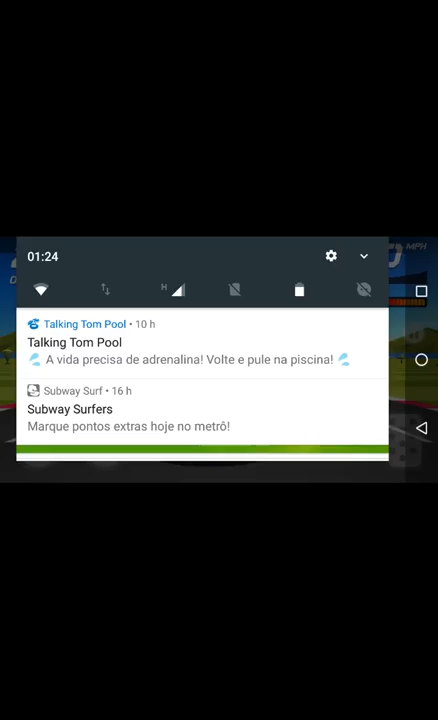 MPH
01:24
H
Talking Tom Pool • 10 h
Talking Tom Pool
💦 A vida precisa de adrenalina! Volte e pule na piscina! 💦
Subway Surf • 16 h
Subway Surfers
Marque pontos extras hoje no metrô!